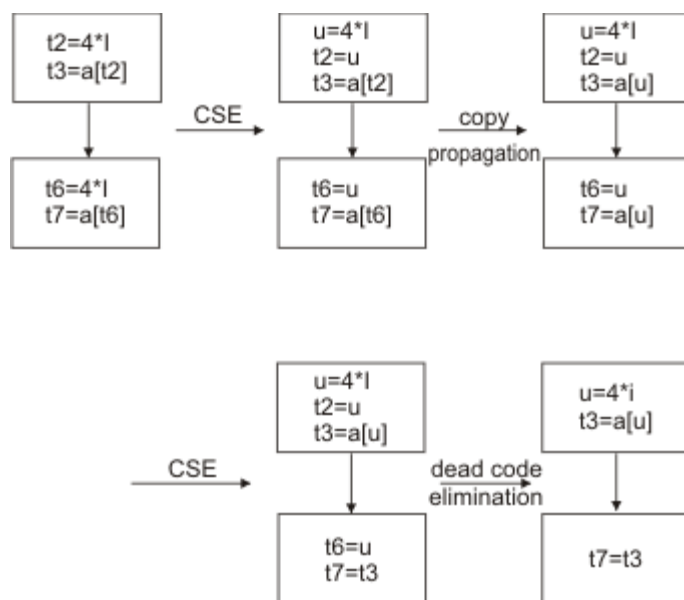 t2=4*I
t3=a[t2]
CSE
t6=4*I
t7=a[t6]
u=4*I
t2=u
t3=a[t2]
t6=u
t7=a[t6]
copy
propagation
u=4*I
t2=u
t3=a[u]
t6=u
t7=a[u]
CSE
u=4*I
t2=u
t3=a[u]
t6=u
t7=t3
dead code
elimination
u=4*i
t3=a[u]
t7=t3